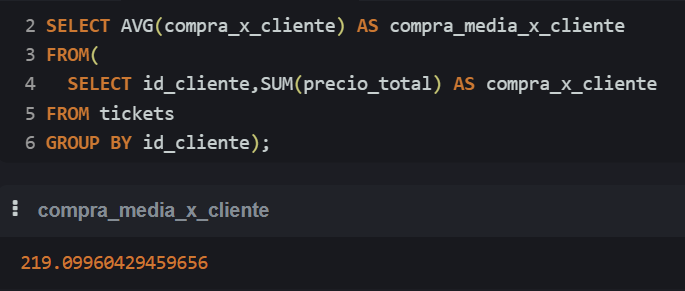 2 SELECT AVG(compra_x_cliente) AS compra_media_x_cliente
3 FROM(
4   SELECT id_cliente,SUM(precio_total) AS compra_x_cliente
5 FROM tickets
6 GROUP BY id_cliente);
compra_media_x_cliente
219.09960429459656